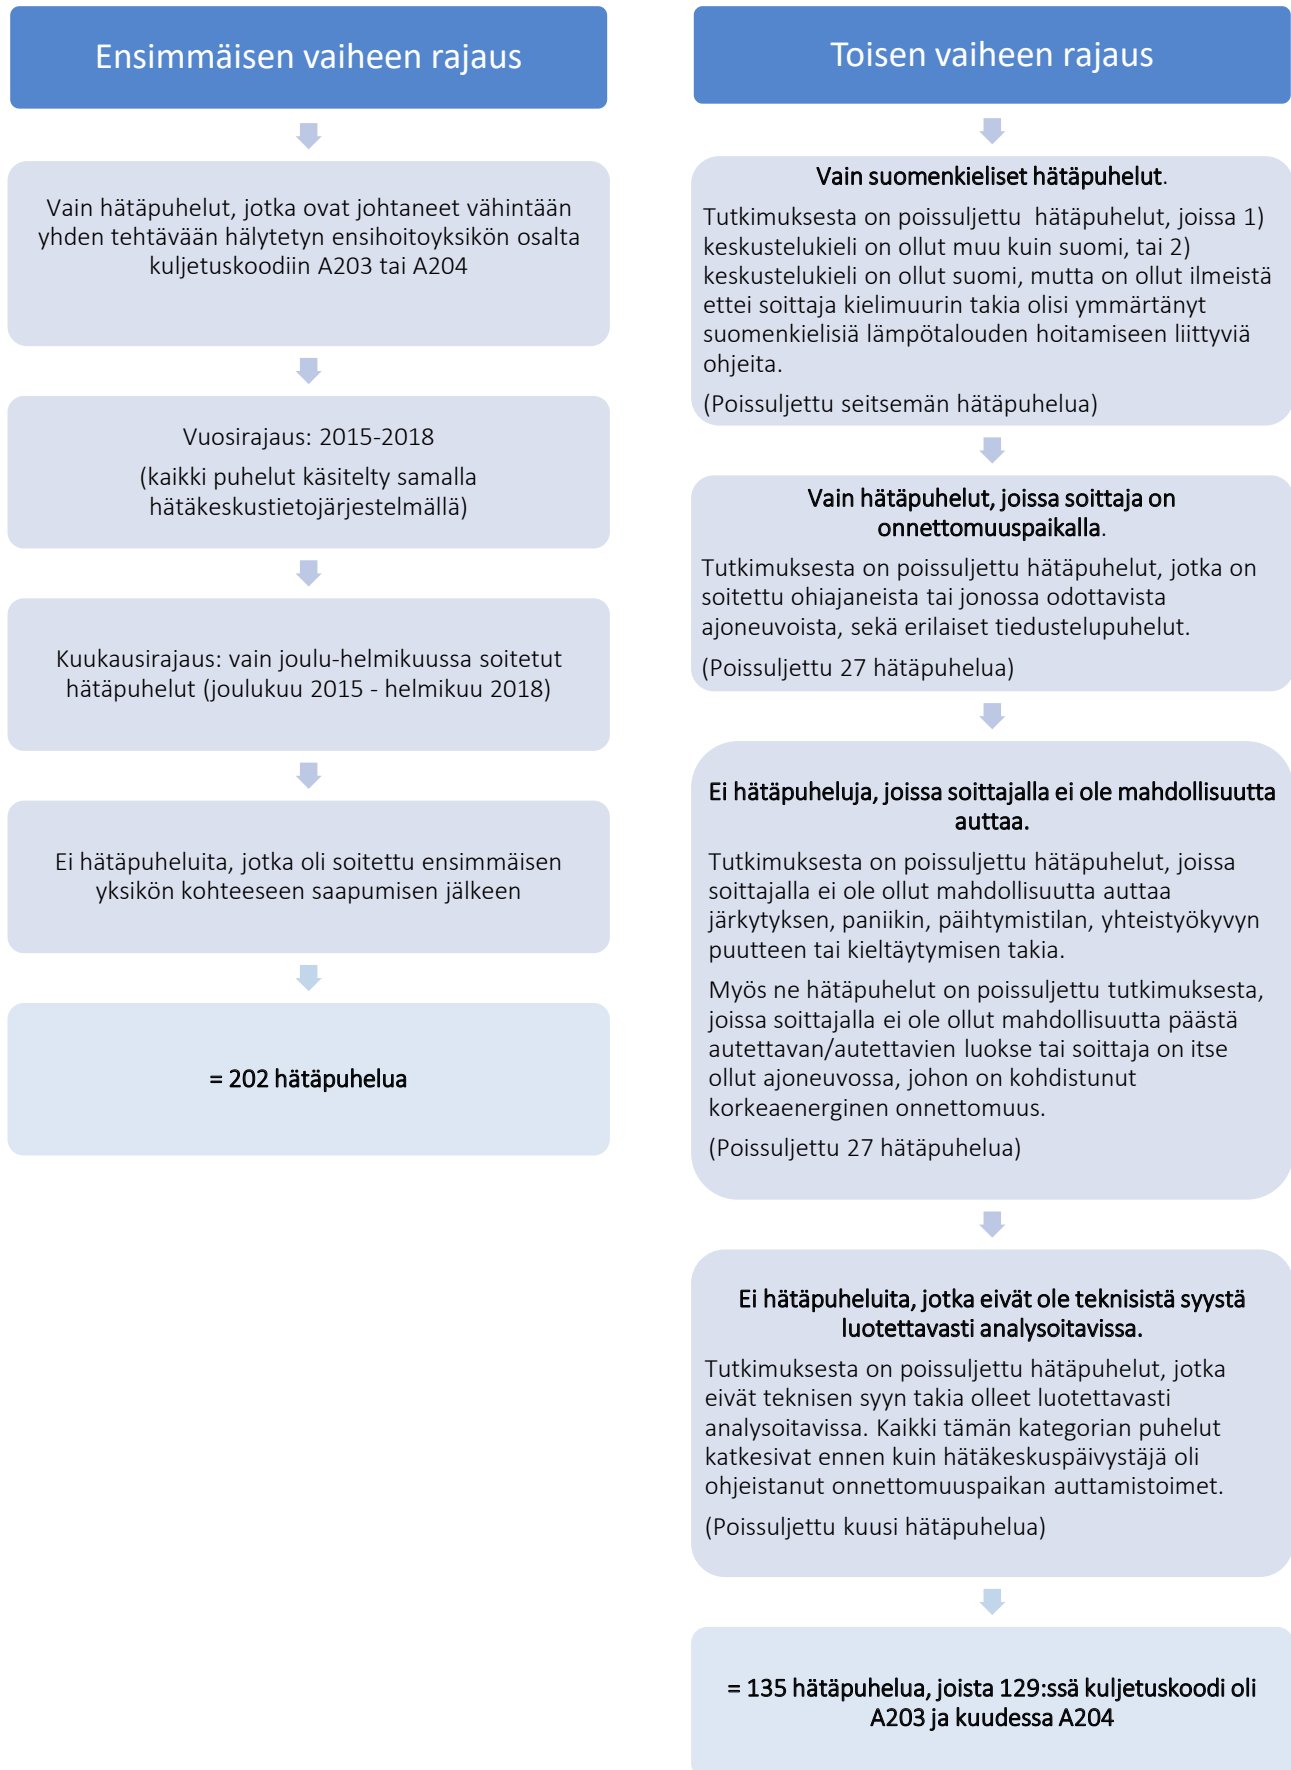 Ensimmäisen vaiheen rajaus
Vain hätäpuhelut, jotka ovat johtaneet vähintään
yhden tehtävään hälytetyn ensihoitoyksikön osalta
kuljetuskoodiin A203 tai A204
Vuosirajaus: 2015-2018
(kaikki puhelut käsitelty samalla
hätäkeskustietojärjestelmällä)
Kuukausirajaus: vain joulu-helmikuussa soitetut
hätäpuhelut (joulukuu 2015 - helmikuu 2018)
Ei hätäpuheluita, jotka oli soitettu ensimmäisen
yksikön kohteeseen saapumisen jälkeen
= 202 hätäpuhelua
Toisen vaiheen rajaus
Vain suomenkieliset hätäpuhelut.
Tutkimuksesta on poissuljettu  hätäpuhelut, joissa 1)
keskustelukieli on ollut muu kuin suomi, tai 2)
keskustelukieli on ollut suomi, mutta on ollut ilmeistä
ettei soittaja kielimuurin takia olisi ymmärtänyt
suomenkielisiä lämpötalouden hoitamiseen liittyviä
ohjeita.
(Poissuljettu seitsemän hätäpuhelua)
Vain hätäpuhelut, joissa soittaja on
onnettomuuspaikalla.
Tutkimuksesta on poissuljettu hätäpuhelut, jotka on
soitettu ohiajaneista tai jonossa odottavista
ajoneuvoista, sekä erilaiset tiedustelupuhelut.
(Poissuljettu 27 hätäpuhelua)
Ei hätäpuheluja, joissa soittajalla ei ole mahdollisuutta
auttaa.
Tutkimuksesta on poissuljettu hätäpuhelut, joissa
soittajalla ei ole ollut mahdollisuutta auttaa
järkytyksen, paniikin, päihtymistilan, yhteistyökyvyn
puutteen tai kieltäytymisen takia.
Myös ne hätäpuhelut on poissuljettu tutkimuksesta,
joissa soittajalla ei ole ollut mahdollisuutta päästä
autettavan/autettavien luokse tai soittaja on itse
ollut ajoneuvossa, johon on kohdistunut
korkeaenerginen onnettomuus.
(Poissuljettu 27 hätäpuhelua)
Ei hätäpuheluita, jotka eivät ole teknisistä syystä
luotettavasti analysoitavissa.
Tutkimuksesta on poissuljettu hätäpuhelut, jotka
eivät teknisen syyn takia olleet luotettavasti
analysoitavissa. Kaikki tämän kategorian puhelut
katkesivat ennen kuin hätäkeskuspäivystäjä oli
ohjeistanut onnettomuuspaikan auttamistoimet.
(Poissuljettu kuusi hätäpuhelua)
= 135 hätäpuhelua, joista 129:ssä kuljetuskoodi oli
A203 ja kuudessa A204